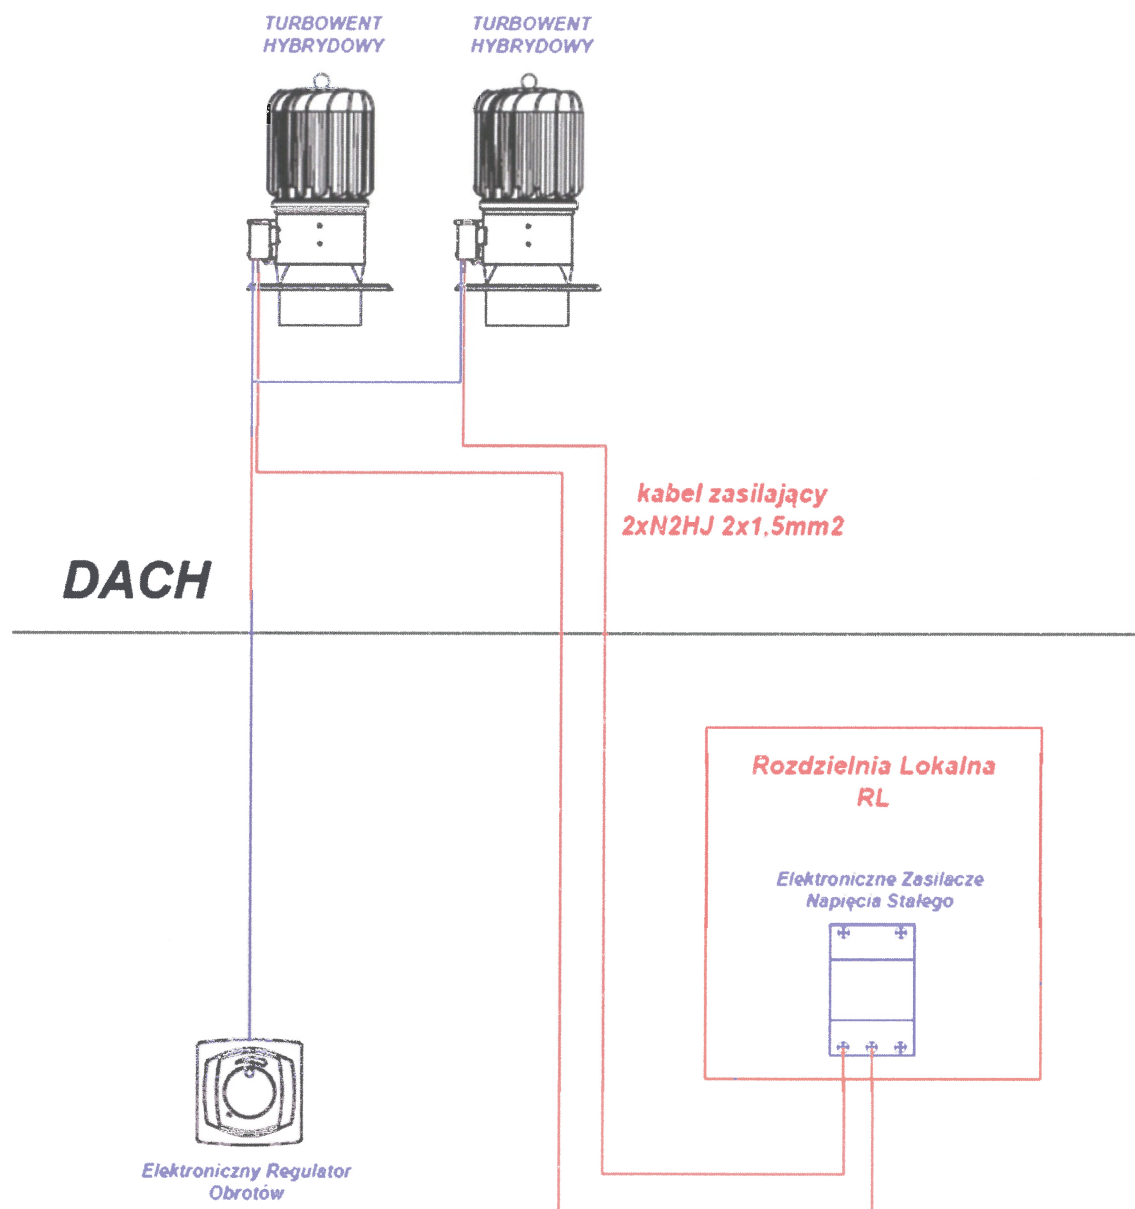 TURBOWENT
HYBRYDOWY
TURBOWENT
HYBRYDOWY
kabel zasilający
2xN2HJ 2x1,5mm2
DACH
Rozdzielnia Lokalna
RL
Elektroniczne Zasilacze
Napięcia Stałego
Elektroniczny Regulator
Obrotów